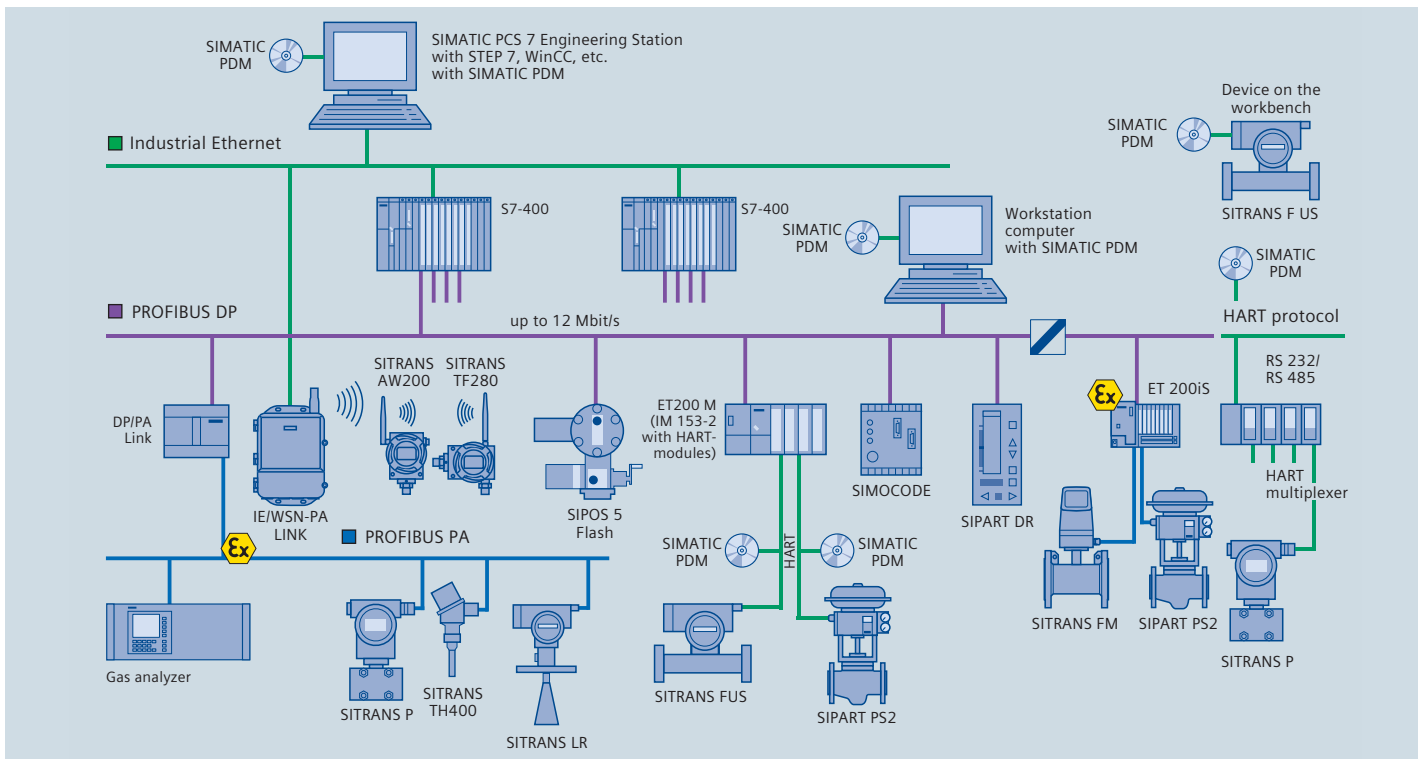 SIMATIC
PDM
SIMATIC PCS 7 Engineering Station
with STEP 7, WinCC, etc.
with SIMATIC PDM
Device on the
workbench
SIMATIC
PDM
SITRANS F US
Industrial Ethernet
S7-400
S7-400
SIMATIC
PDM
Workstation
computer
with SIMATIC PDM
SIMATIC
PDM
HART protocol
PROFIBUS DP
up to 12 Mbit/s
RS 232/
RS 485
DP/PA
Link
IE/WSN-PA
LINK
SITRANS
AW200
SITRANS
TF280
SIPOS 5
Flash
ET200 M
(IM 153-2
with HART-
modules)
SIMOCODE
SIPART DR
Ex
ET 200iS
HART
multiplexer
Ex
PROFIBUS PA
SIMATIC
PDM
HART
SIMATIC
PDM
Gas analyzer
SITRANS P
SITRANS
TH400
SITRANS LR
SITRANS FUS
SIPART PS2
SITRANS FM
SIPART PS2
SITRANS P